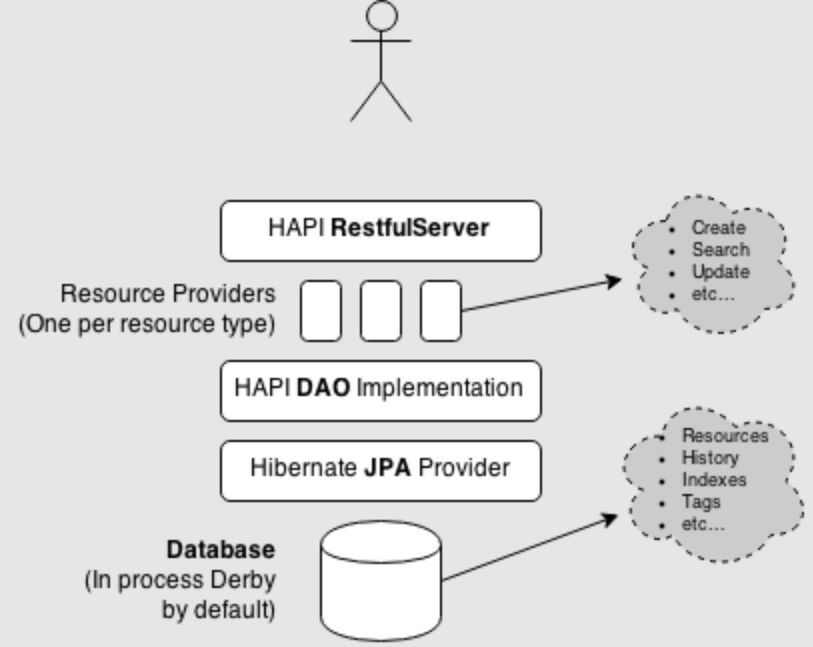 HAPI RestfulServer
Resource Providers
(One per resource type)
• Create
• Search
• Update
• etc...
HAPI DAO Implementation
Hibernate JPA Provider
• Resources
• History
• Indexes
• Tags
• etc...
Database
(In process Derby
by default)